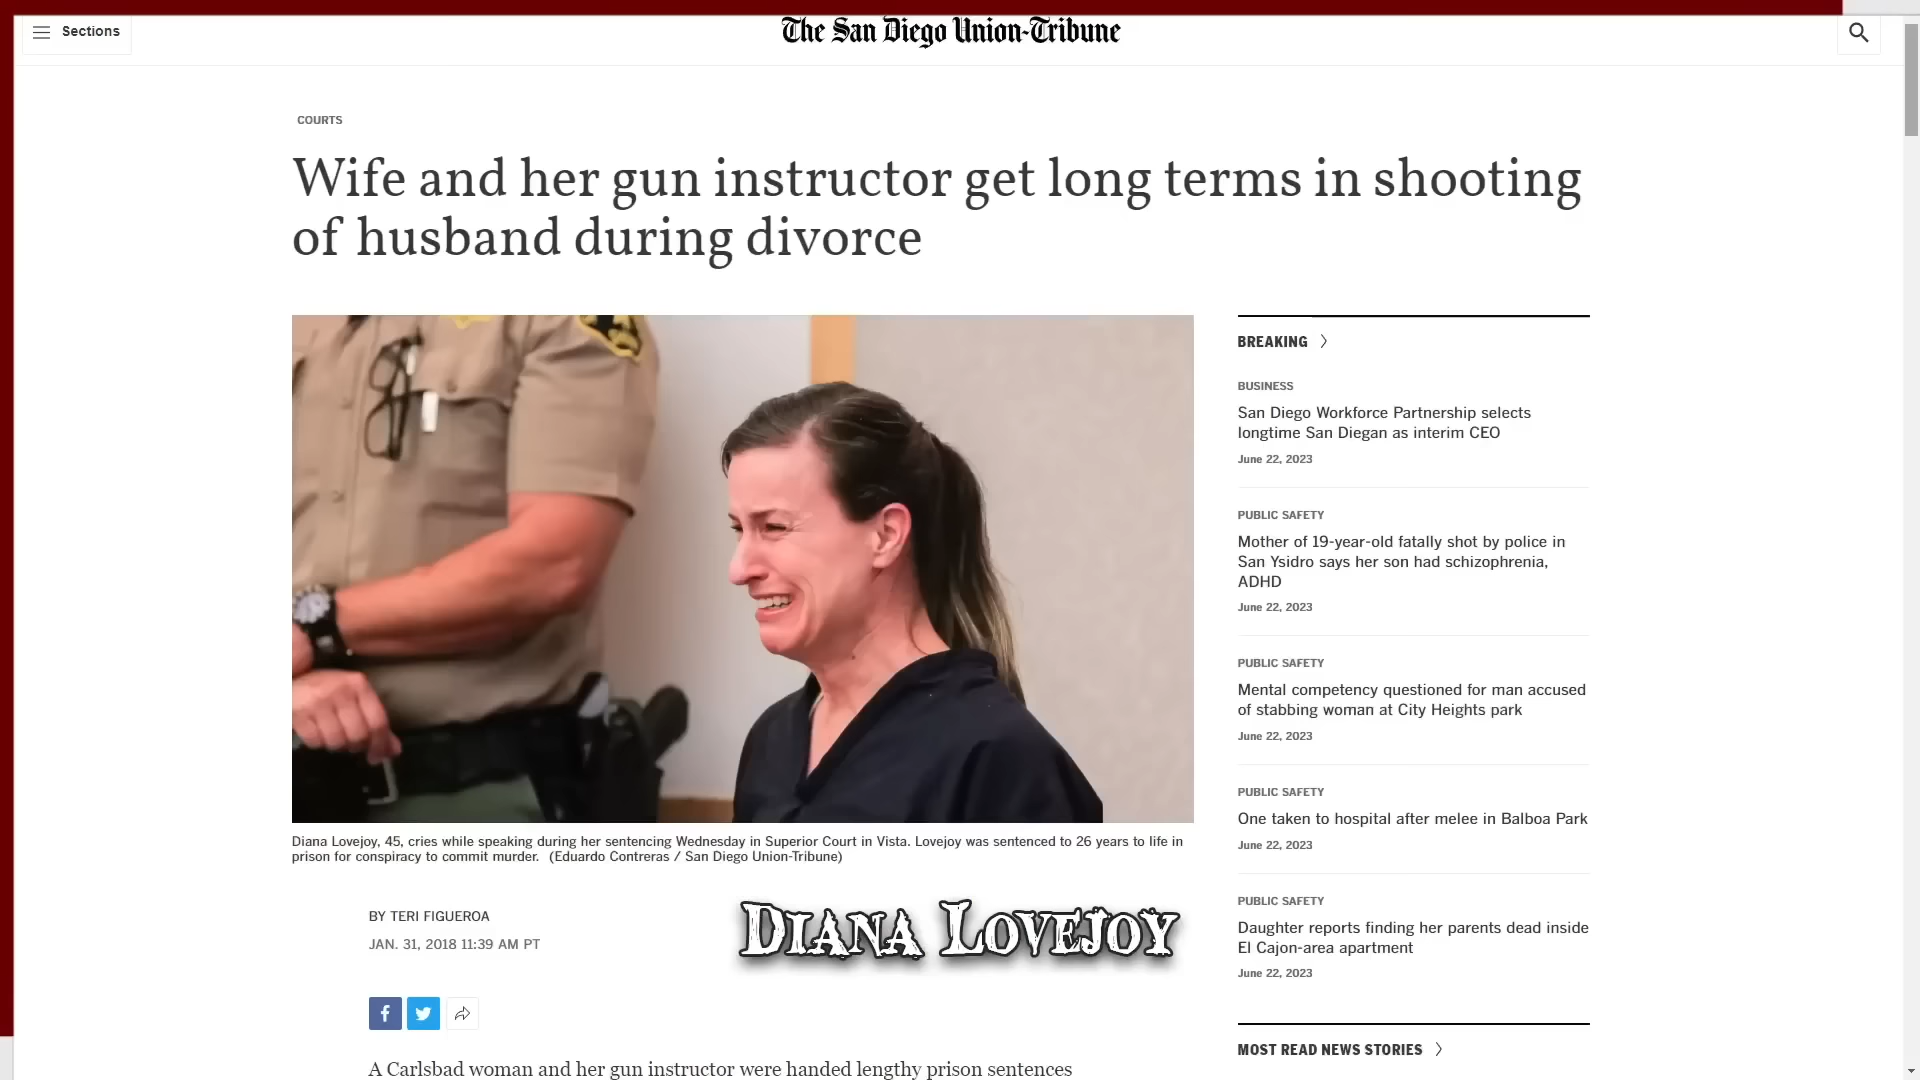 Sections
The San Diego Union-Tribune
COURTS
Wife and her gun instructor get long terms in shooting
of husband during divorce
Diana Lovejoy, 45, cries while speaking during her sentencing Wednesday in Superior Court in Vista. Lovejoy was sentenced to 26 years to life in
prison for conspiracy to commit murder.  (Eduardo Contreras / San Diego Union-Tribune)
BY TERI FIGUEROA
JAN. 31, 2018 11:39 AM PT
DIANA LOVEJOY
A Carlsbad woman and her gun instructor were handed lengthy prison sentences
BREAKING
BUSINESS
San Diego Workforce Partnership selects
longtime San Diegan as interim CEO
June 22, 2023
PUBLIC SAFETY
Mother of 19-year-old fatally shot by police in
San Ysidro says her son had schizophrenia,
ADHD
June 22, 2023
PUBLIC SAFETY
Mental competency questioned for man accused
of stabbing woman at City Heights park
June 22, 2023
PUBLIC SAFETY
One taken to hospital after melee in Balboa Park
June 22, 2023
PUBLIC SAFETY
Daughter reports finding her parents dead inside
El Cajon-area apartment
June 22, 2023
MOST READ NEWS STORIES